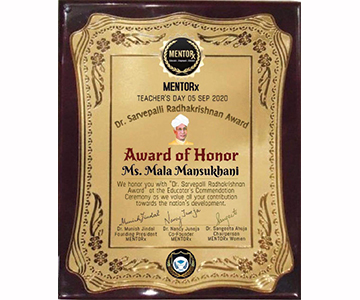 MENTORx
MENTORx
TEACHER'S DAY 05 SEP 2020
Dr. Sarvepalli Radhakrishnan Award
Award of Honor
Ms. Mala Mansukhani
We honor you with "Dr. Sarvepalli Radhakrishnan
Award" at the Educator's Commendation
Ceremony as we value all your contribution
towards the nation's development.
Dr. Manish Jindal Dr. Nancy Juneja Dr. Sangeeta Ahuja
Founding President Co-Founder Chairperson
MENTORx MENTORx MENTORx Women